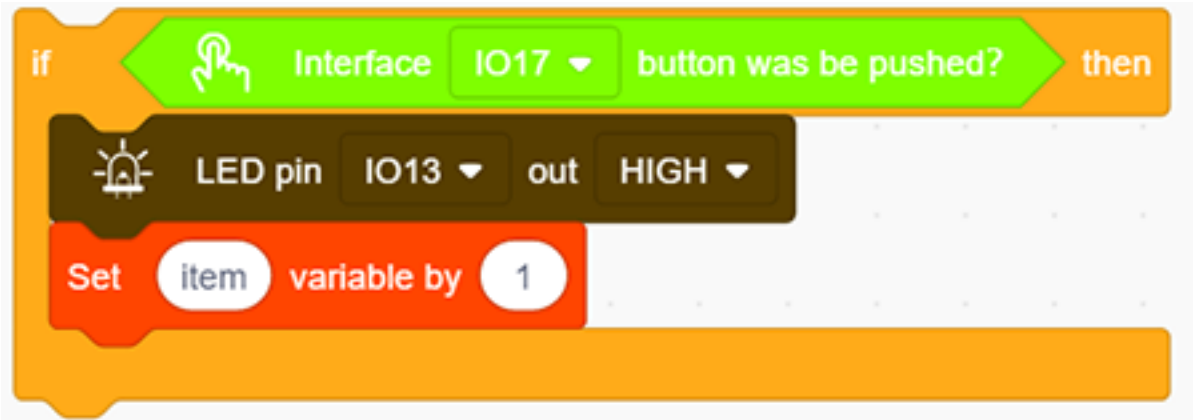 if Interface IO17 button was be pushed? then
LED pin IO13 out HIGH
Set item variable by 1